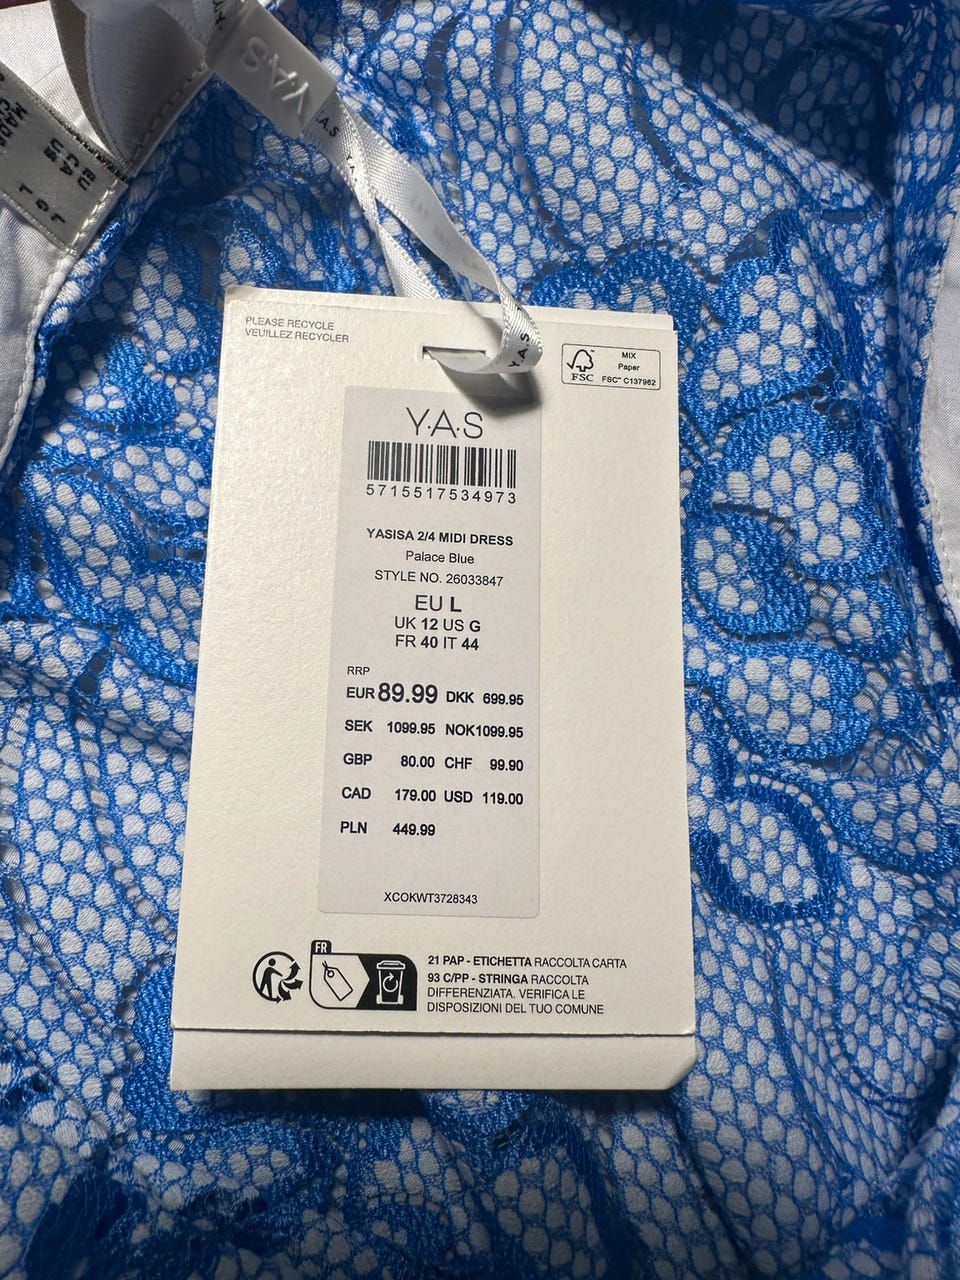 Y.A.S
Y.A.S
PLEASE RECYCLE
VEUILLEZ RECYCLER
MIX
Paper
FSC™ C137962
FSC
Y·A·S
5715517534973
YASISA 2/4 MIDI DRESS
Palace Blue
STYLE NO. 26033847
EU L
UK 12 US G
FR 40 IT 44
RRP
EUR 89.99 DKK 699.95
SEK 1099.95 NOK1099.95
GBP 80.00 CHF 99.90
CAD 179.00 USD 119.00
PLN 449.99
XCOKWT3728343
FR
21 PAP - ETICHETTA RACCOLTA CARTA
93 C/PP - STRINGA RACCOLTA
DIFFERENZIATA. VERIFICA LE
DISPOSIZIONI DEL TUO COMUNE